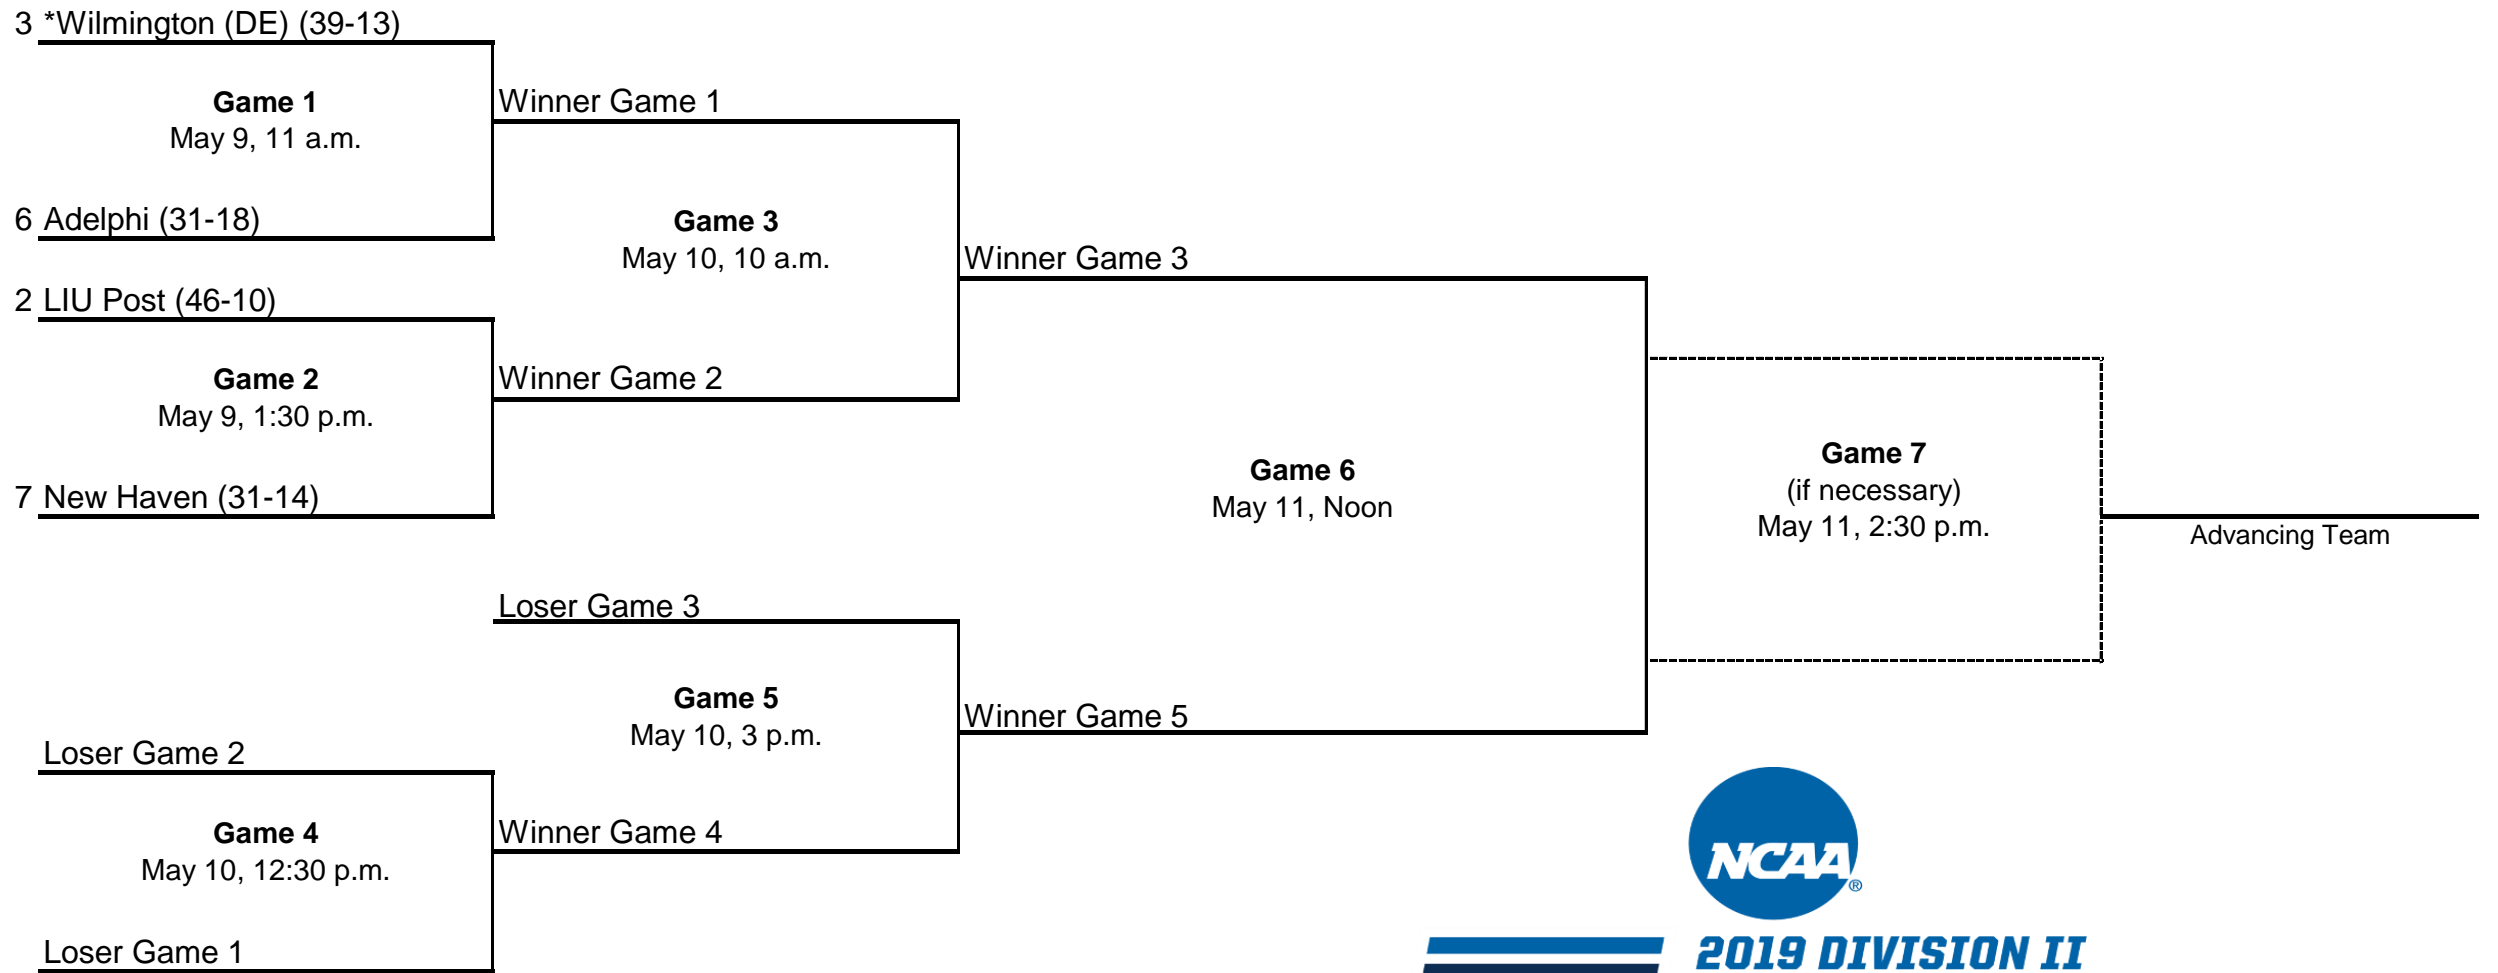 3 *Wilmington (DE) (39-13)
Game 1
May 9, 11 a.m.
Winner Game 1
6 Adelphi (31-18)
Game 3
May 10, 10 a.m.
Winner Game 3
2 LIU Post (46-10)
Game 2
May 9, 1:30 p.m.
Winner Game 2
7 New Haven (31-14)
Game 6
May 11, Noon
Game 7
(if necessary)
May 11, 2:30 p.m.
Advancing Team
Loser Game 3
Game 5
May 10, 3 p.m.
Winner Game 5
Loser Game 2
Game 4
May 10, 12:30 p.m.
Winner Game 4
Loser Game 1
NCAA®
2019 DIVISION II